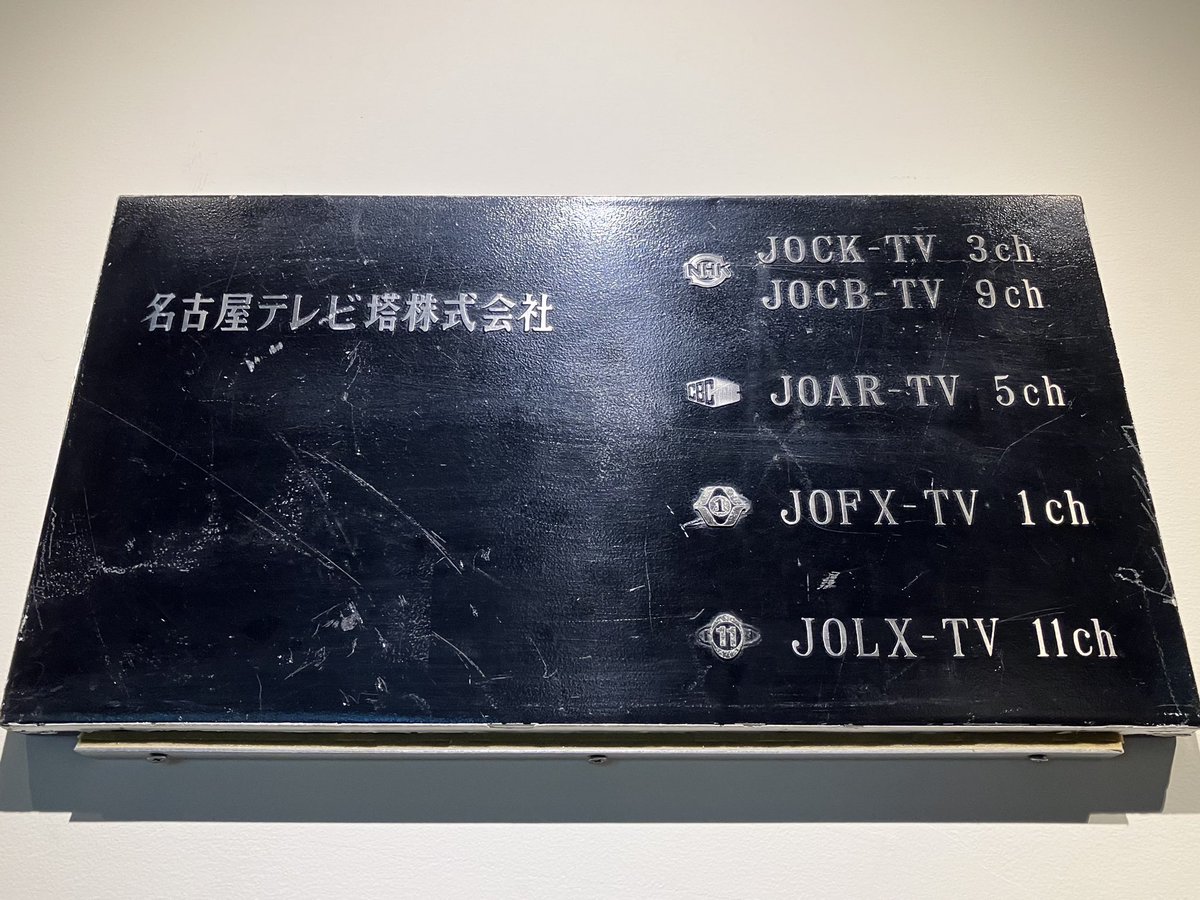 名古屋テレビ塔株式会社
NHK JOCK-TV 3ch
JOCB-TV 9ch
CBC JOAR-TV 5ch
1 JOFX-TV 1ch
11 JOLX-TV 11ch